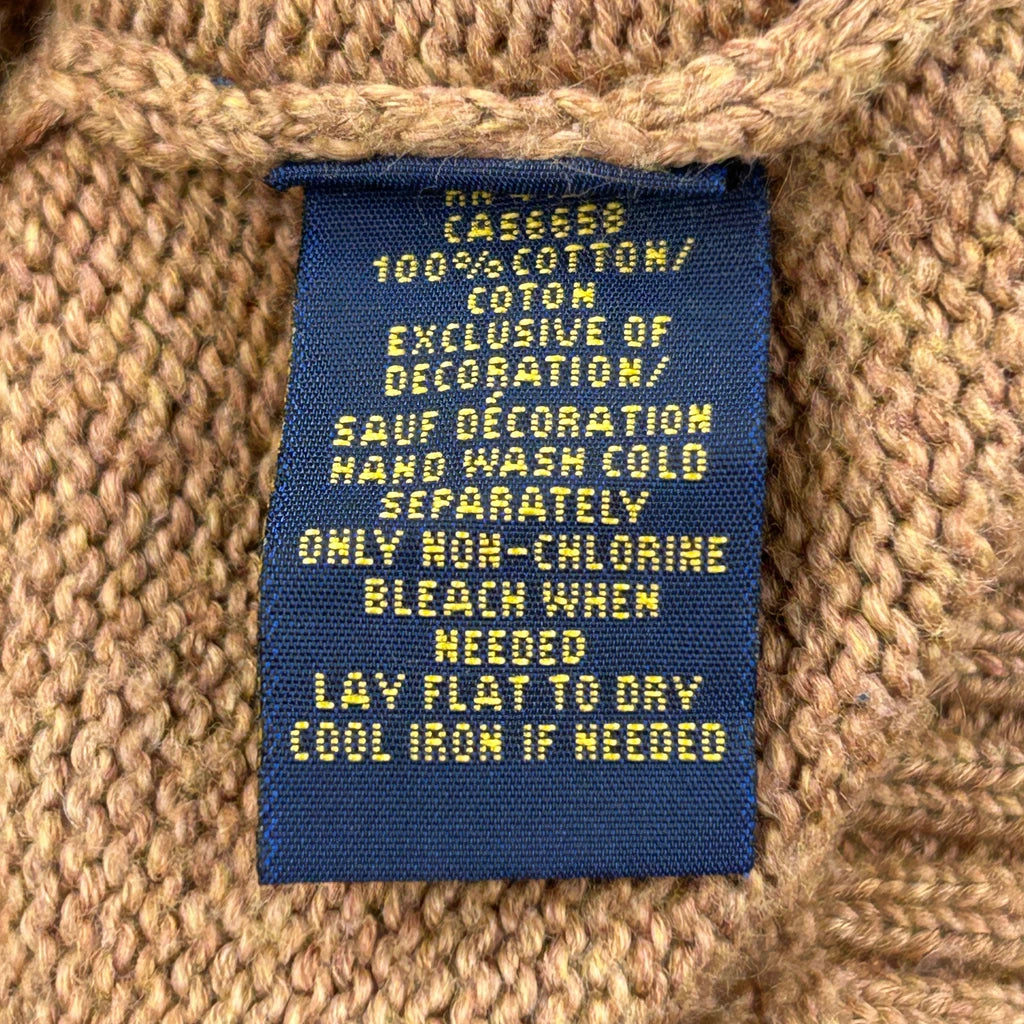 CA56658
100% COTTON/
COTON
EXCLUSIVE OF
DECORATION/
SAUF DÉCORATION
HAND WASH COLD
SEPARATELY
ONLY NON-CHLORINE
BLEACH WHEN
NEEDED
LAY FLAT TO DRY
COOL IRON IF NEEDED